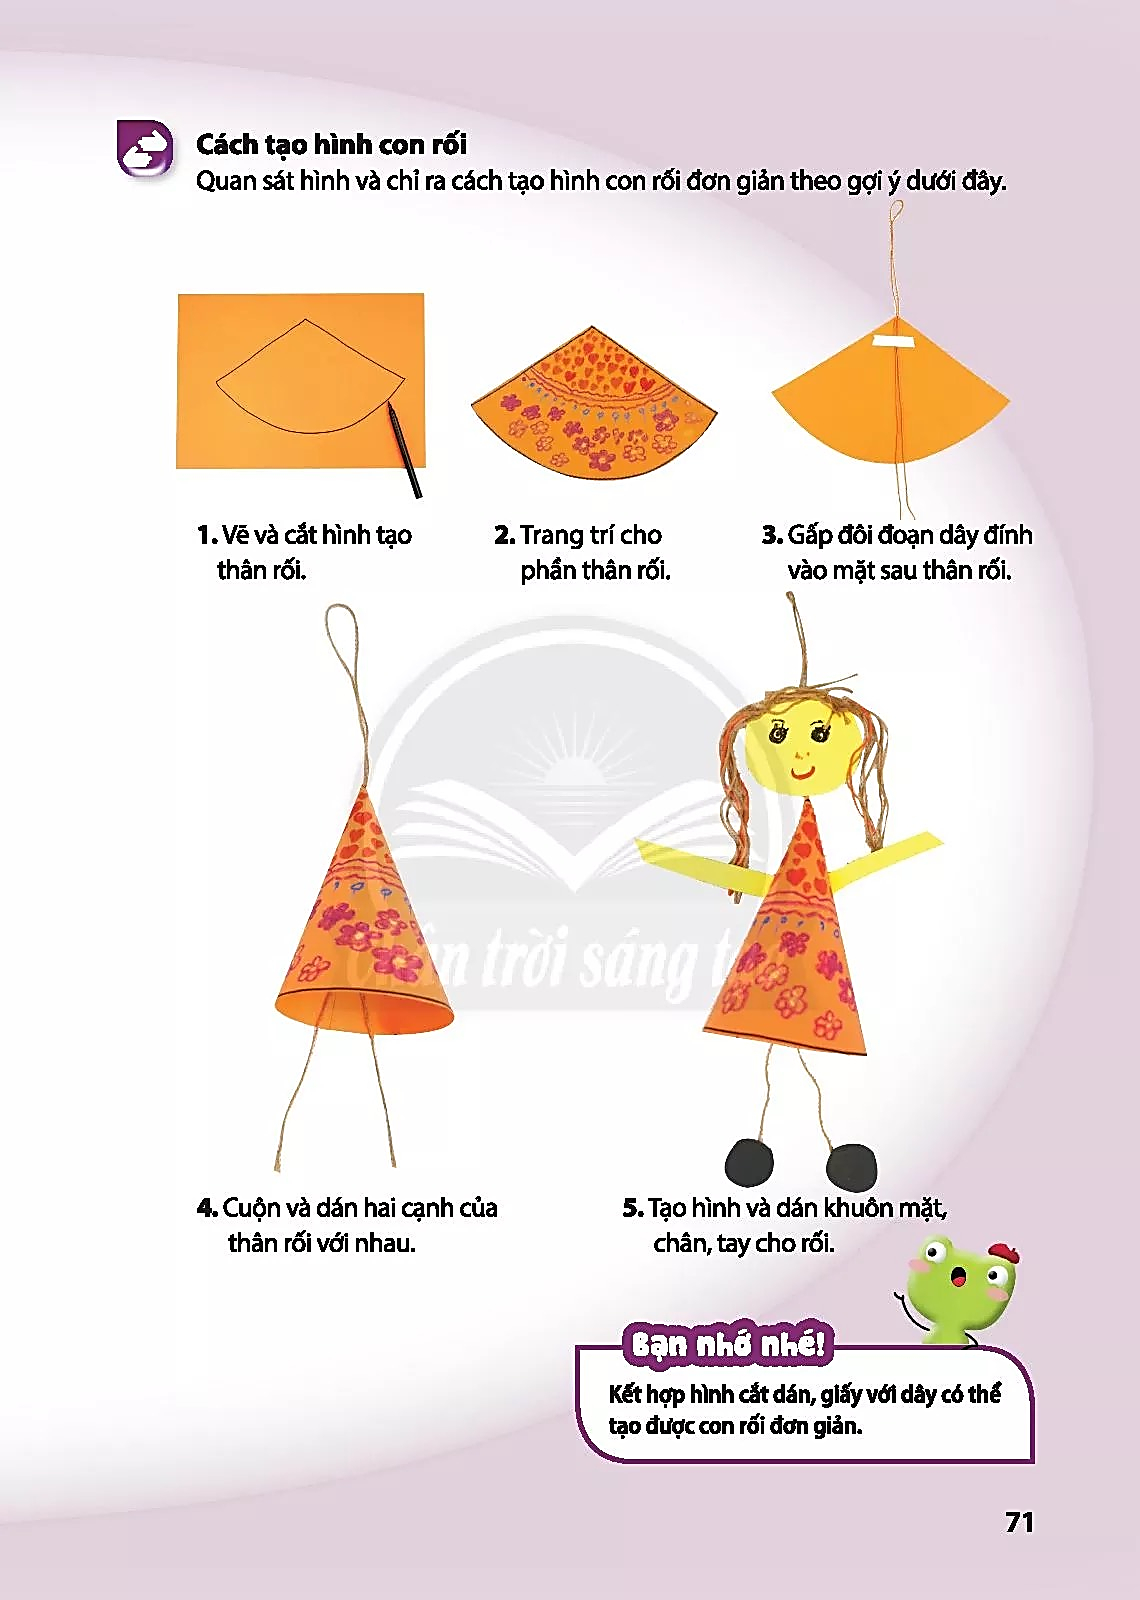 Cách tạo hình con rối
Quan sát hình và chỉ ra cách tạo hình con rối đơn giản theo gợi ý dưới đây.
1. Vẽ và cắt hình tạo
thân rối.
2. Trang trí cho
phần thân rối.
3. Gấp đôi đoạn dây đính
vào mặt sau thân rối.
chân trời sáng tạo
4. Cuộn và dán hai cạnh của
thân rối với nhau.
5. Tạo hình và dán khuôn mặt,
chân, tay cho rối.
Bạn nhớ nhé!
Kết hợp hình cắt dán, giấy với dây có thể
tạo được con rối đơn giản.
71